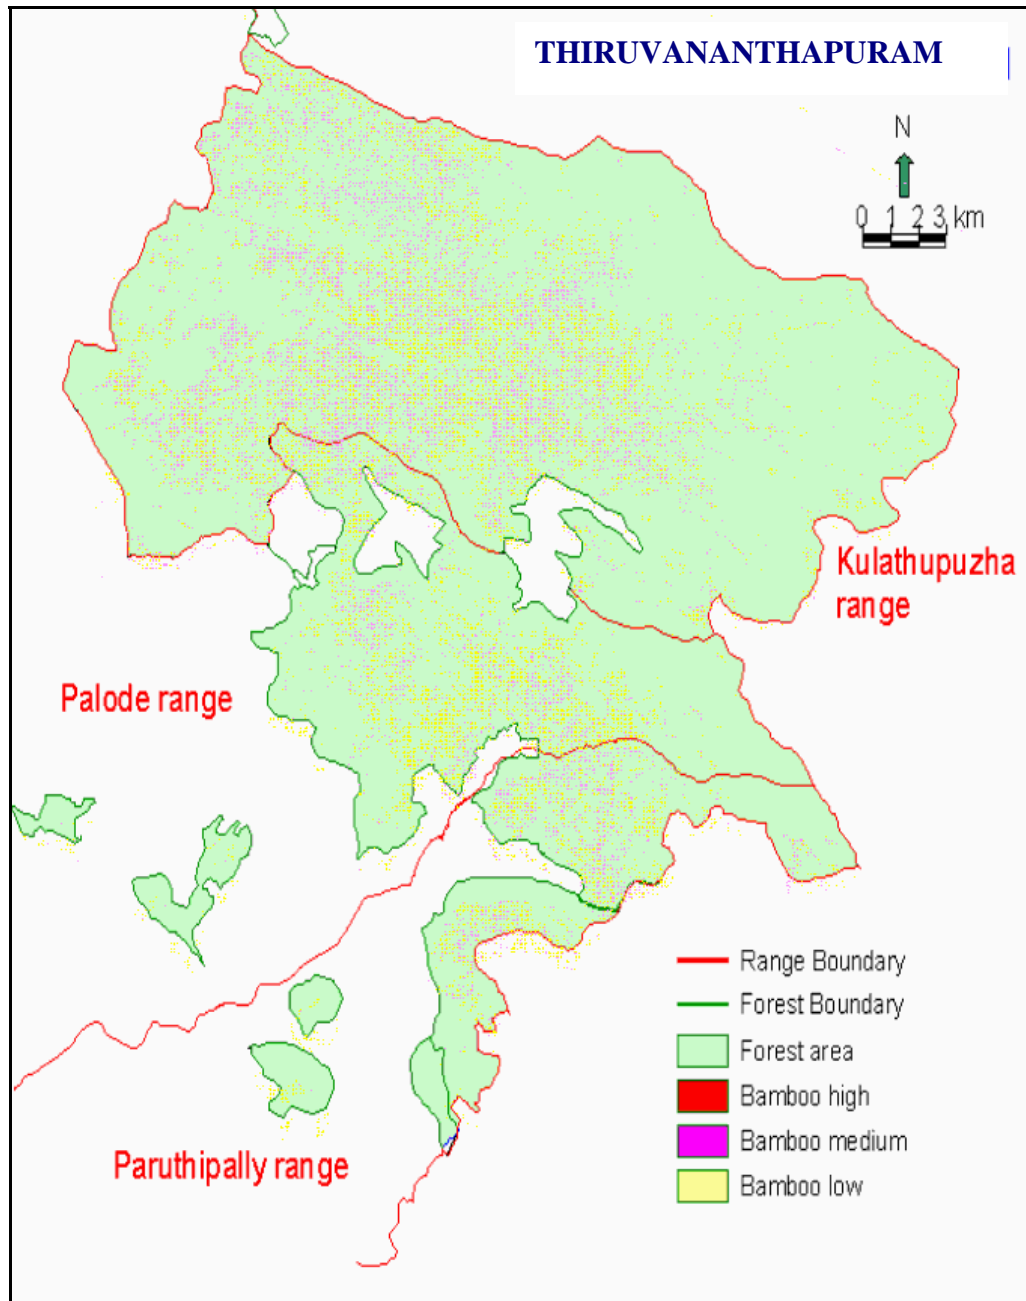 THIRUVANANTHAPURAM
N
0 1 2 3 km
Kulathupuzha
range
Palode range
Paruthipally range
Range Boundary
Forest Boundary
Forest area
Bamboo high
Bamboo medium
Bamboo low